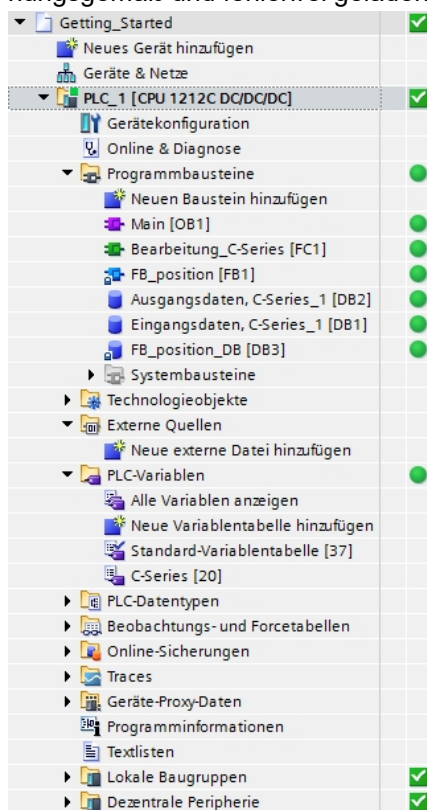 Getting_Started
Neues Gerät hinzufügen
Geräte & Netze
PLC_1 [CPU 1212C DC/DC/DC]
Gerätekonfiguration
Online & Diagnose
Programmbausteine
Neuen Baustein hinzufügen
Main [OB1]
Bearbeitung_C-Series [FC1]
FB_position [FB1]
Ausgangsdaten, C-Series_1 [DB2]
Eingangsdaten, C-Series_1 [DB1]
FB_position_DB [DB3]
Systembausteine
Technologieobjekte
Externe Quellen
Neue externe Datei hinzufügen
PLC-Variablen
Alle Variablen anzeigen
Neue Variablentabelle hinzufügen
Standard-Variablentabelle [37]
C-Series [20]
PLC-Datentypen
Beobachtungs- und Forcetabellen
Online-Sicherungen
Traces
Geräte-Proxy-Daten
Programminformationen
Textlisten
Lokale Baugruppen
Dezentrale Peripherie